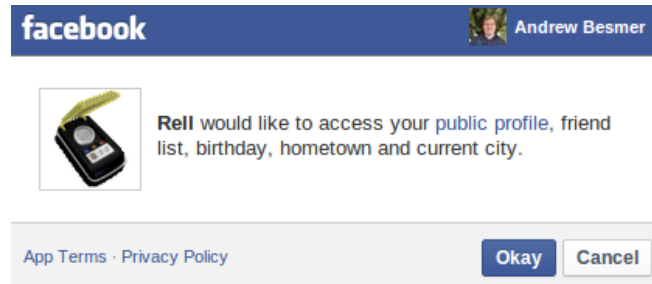 facebook
Andrew Besmer
Rell would like to access your public profile, friend
list, birthday, hometown and current city.
App Terms · Privacy Policy
Okay
Cancel